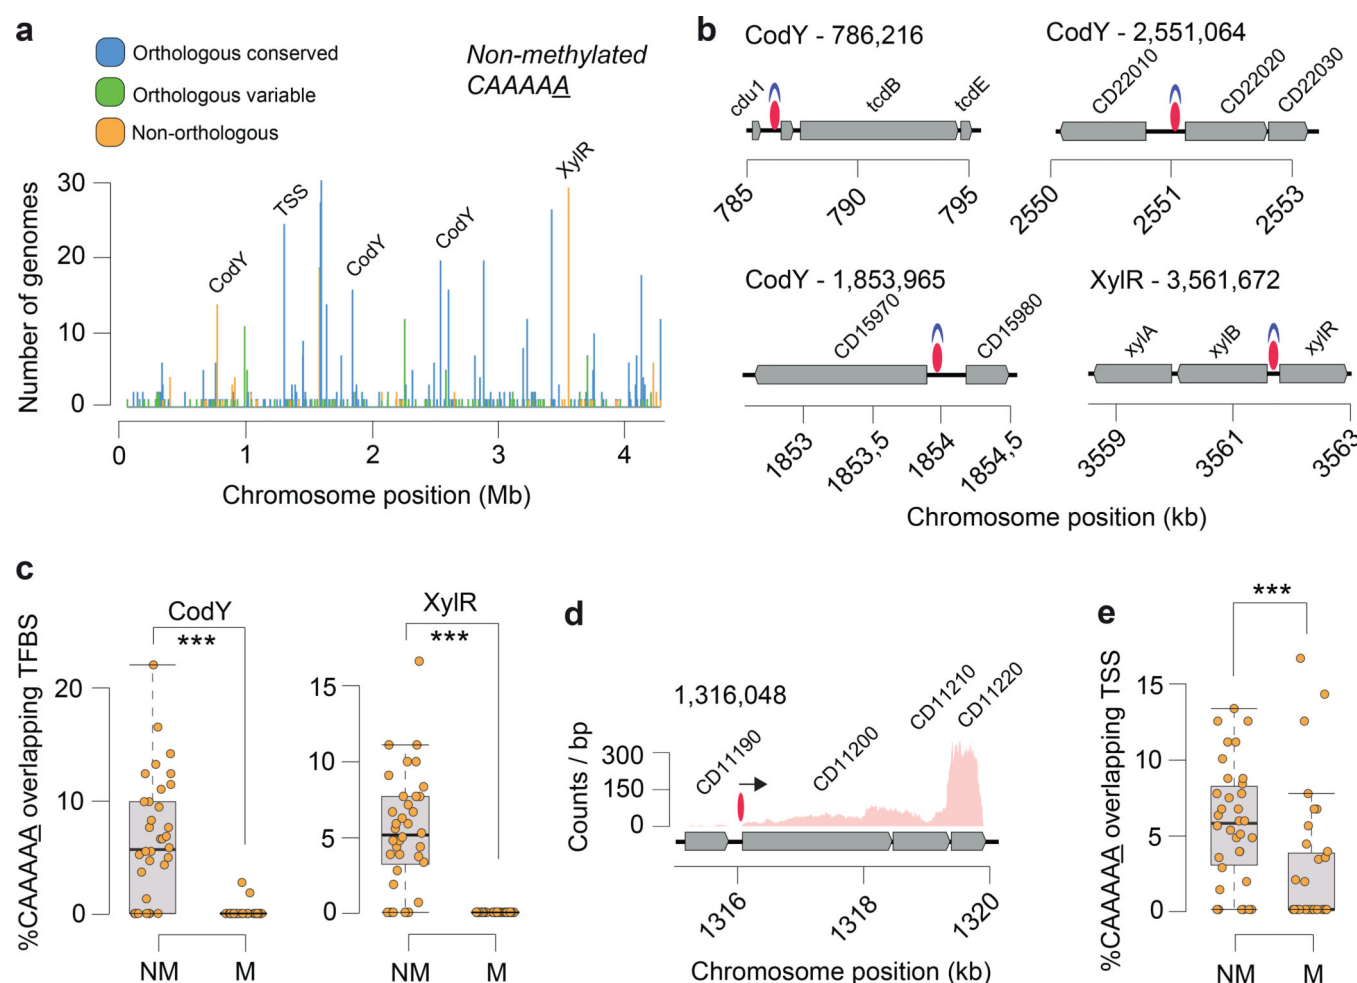 a
Orthologous conserved
Orthologous variable
Non-orthologous
Non-methylated
CAAAAA
Number of genomes
30
20
10
0
CodY
TSS
CodY
CodY
XylR
0 1 2 3 4
Chromosome position (Mb)
b
CodY - 786,216
cdu1 tcdB tcdE
785 790 795
CodY - 2,551,064
CD22010 CD22020 CD22030
2550 2551 2553
CodY - 1,853,965
CD15970 CD15980
1853 1853,5 1854 1854,5
XylR - 3,561,672
xylA xylB xylR
3559 3561 3563
Chromosome position (kb)
c
%CAAAAA overlapping TFBS
CodY
***
20
10
0
NM M
XylR
***
15
10
5
0
NM M
d
1,316,048
Counts / bp
300
150
0
CD11190 CD11200 CD11210 CD11220
1316 1318 1320
Chromosome position (kb)
e
%CAAAAA overlapping TSS
***
15
10
5
0
NM M